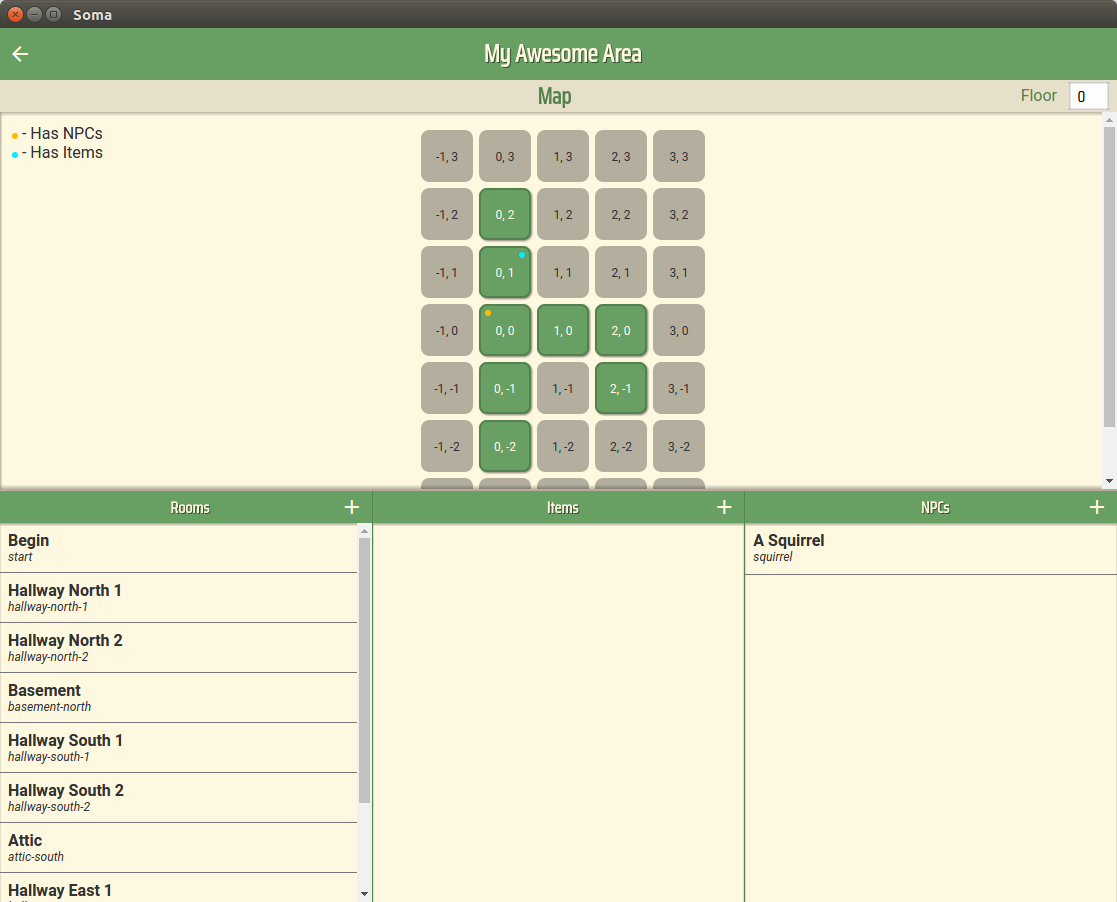 Soma
My Awesome Area
Map
Floor 0
- Has NPCs
- Has Items
-1, 3 0, 3 1, 3 2, 3 3, 3
-1, 2 0, 2 1, 2 2, 2 3, 2
-1, 1 0, 1 1, 1 2, 1 3, 1
-1, 0 0, 0 1, 0 2, 0 3, 0
-1, -1 0, -1 1, -1 2, -1 3, -1
-1, -2 0, -2 1, -2 2, -2 3, -2
Rooms +
Begin
start
Hallway North 1
hallway-north-1
Hallway North 2
hallway-north-2
Basement
basement-north
Hallway South 1
hallway-south-1
Hallway South 2
hallway-south-2
Attic
attic-south
Hallway East 1
Items +
NPCs +
A Squirrel
squirrel